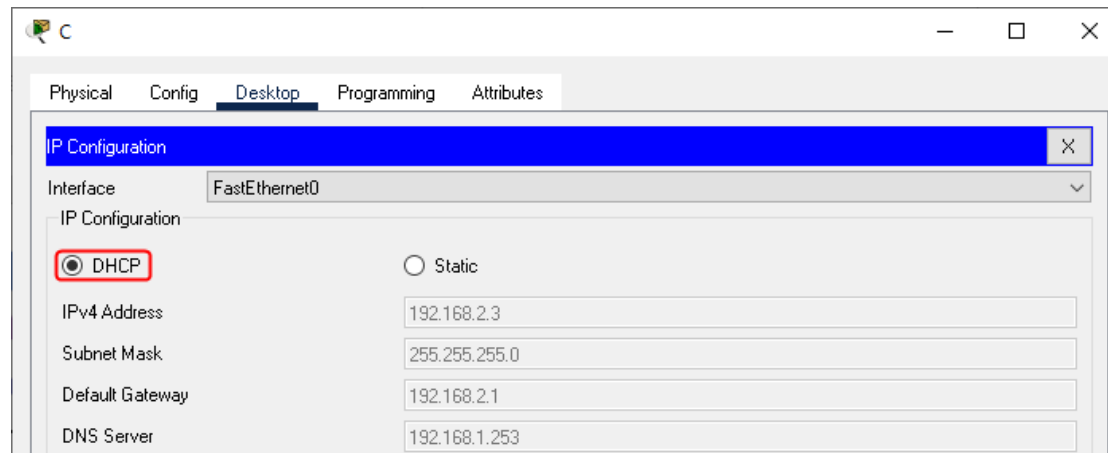 C
Physical Config Desktop Programming Attributes
IP Configuration X
Interface FastEthernet0
IP Configuration
DHCP Static
IPv4 Address 192.168.2.3
Subnet Mask 255.255.255.0
Default Gateway 192.168.2.1
DNS Server 192.168.1.253